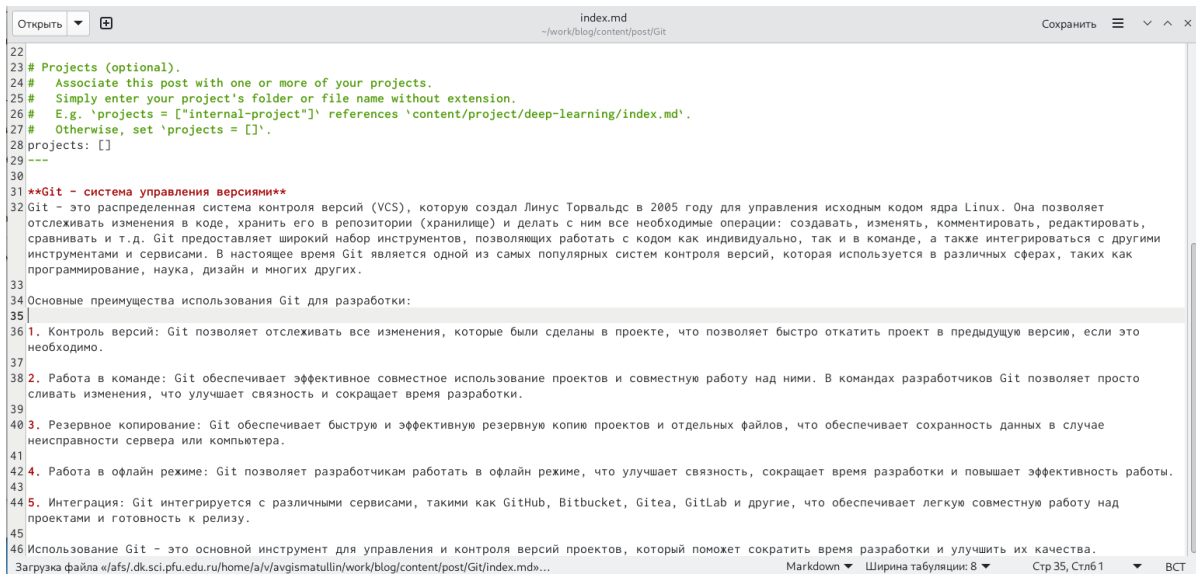 Открыть
index.md
~/work/blog/content/post/Git
Сохранить
22
23 # Projects (optional).
24 #   Associate this post with one or more of your projects.
25 #   Simply enter your project's folder or file name without extension.
26 #   E.g. `projects = ["internal-project"]` references `content/project/deep-learning/index.md`.
27 #   Otherwise, set `projects = []`.
28 projects: []
29 ---
30
31 **Git - система управления версиями**
32 Git - это распределенная система контроля версий (VCS), которую создал Линус Торвальдс в 2005 году для управления исходным кодом ядра Linux. Она позволяет
отслеживать изменения в коде, хранить его в репозитории (хранилище) и делать с ним все необходимые операции: создавать, изменять, комментировать, редактировать,
сравнивать и т.д. Git предоставляет широкий набор инструментов, позволяющих работать с кодом как индивидуально, так и в команде, а также интегрироваться с другими
инструментами и сервисами. В настоящее время Git является одной из самых популярных систем контроля версий, которая используется в различных сферах, таких как
программирование, наука, дизайн и многих других.
33
34 Основные преимущества использования Git для разработки:
35
36 1. Контроль версий: Git позволяет отслеживать все изменения, которые были сделаны в проекте, что позволяет быстро откатить проект в предыдущую версию, если это
необходимо.
37
38 2. Работа в команде: Git обеспечивает эффективное совместное использование проектов и совместную работу над ними. В командах разработчиков Git позволяет просто
сливать изменения, что улучшает связность и сокращает время разработки.
39
40 3. Резервное копирование: Git обеспечивает быструю и эффективную резервную копию проектов и отдельных файлов, что обеспечивает сохранность данных в случае
неисправности сервера или компьютера.
41
42 4. Работа в офлайн режиме: Git позволяет разработчикам работать в офлайн режиме, что улучшает связность, сокращает время разработки и повышает эффективность работы.
43
44 5. Интеграция: Git интегрируется с различными сервисами, такими как GitHub, Bitbucket, Gitea, GitLab и другие, что обеспечивает легкую совместную работу над
проектами и готовность к релизу.
45
46 Использование Git - это основной инструмент для управления и контроля версий проектов, который поможет сократить время разработки и улучшить их качества.
Загрузка файла «/afs/.dk.sci.pfu.edu.ru/home/a/v/avgismatullin/work/blog/content/post/Git/index.md»... Markdown Ширина табуляции: 8 Стр 35, Стлб 1 ВСТ